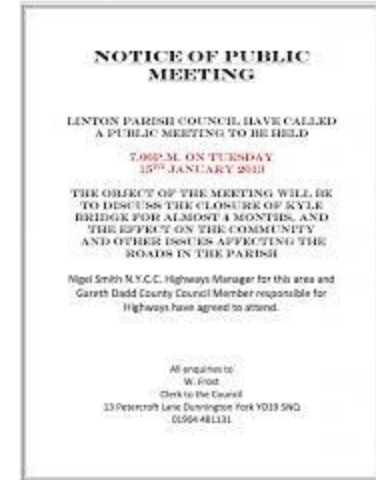 NOTICE OF PUBLIC
MEETING
LINTON PARISH COUNCIL HAVE CALLED
A PUBLIC MEETING TO BE HELD
7.00P.M. ON TUESDAY
15TH JANUARY 2013
THE OBJECT OF THE MEETING WILL BE
TO DISCUSS THE CLOSURE OF KYLE
BRIDGE FOR ALMOST 4 MONTHS, AND
THE EFFECT ON THE COMMUNITY
AND OTHER ISSUES AFFECTING THE
ROADS IN THE PARISH
Nigel Smith N.Y.C.C. Highways Manager for this area and
Gareth Dadd County Council Member responsible for
Highways have agreed to attend.
All enquiries to
W. Frost
Clerk to the Council
13 Petercroft Lane Dunnington York YO19 5NQ
01904 481131